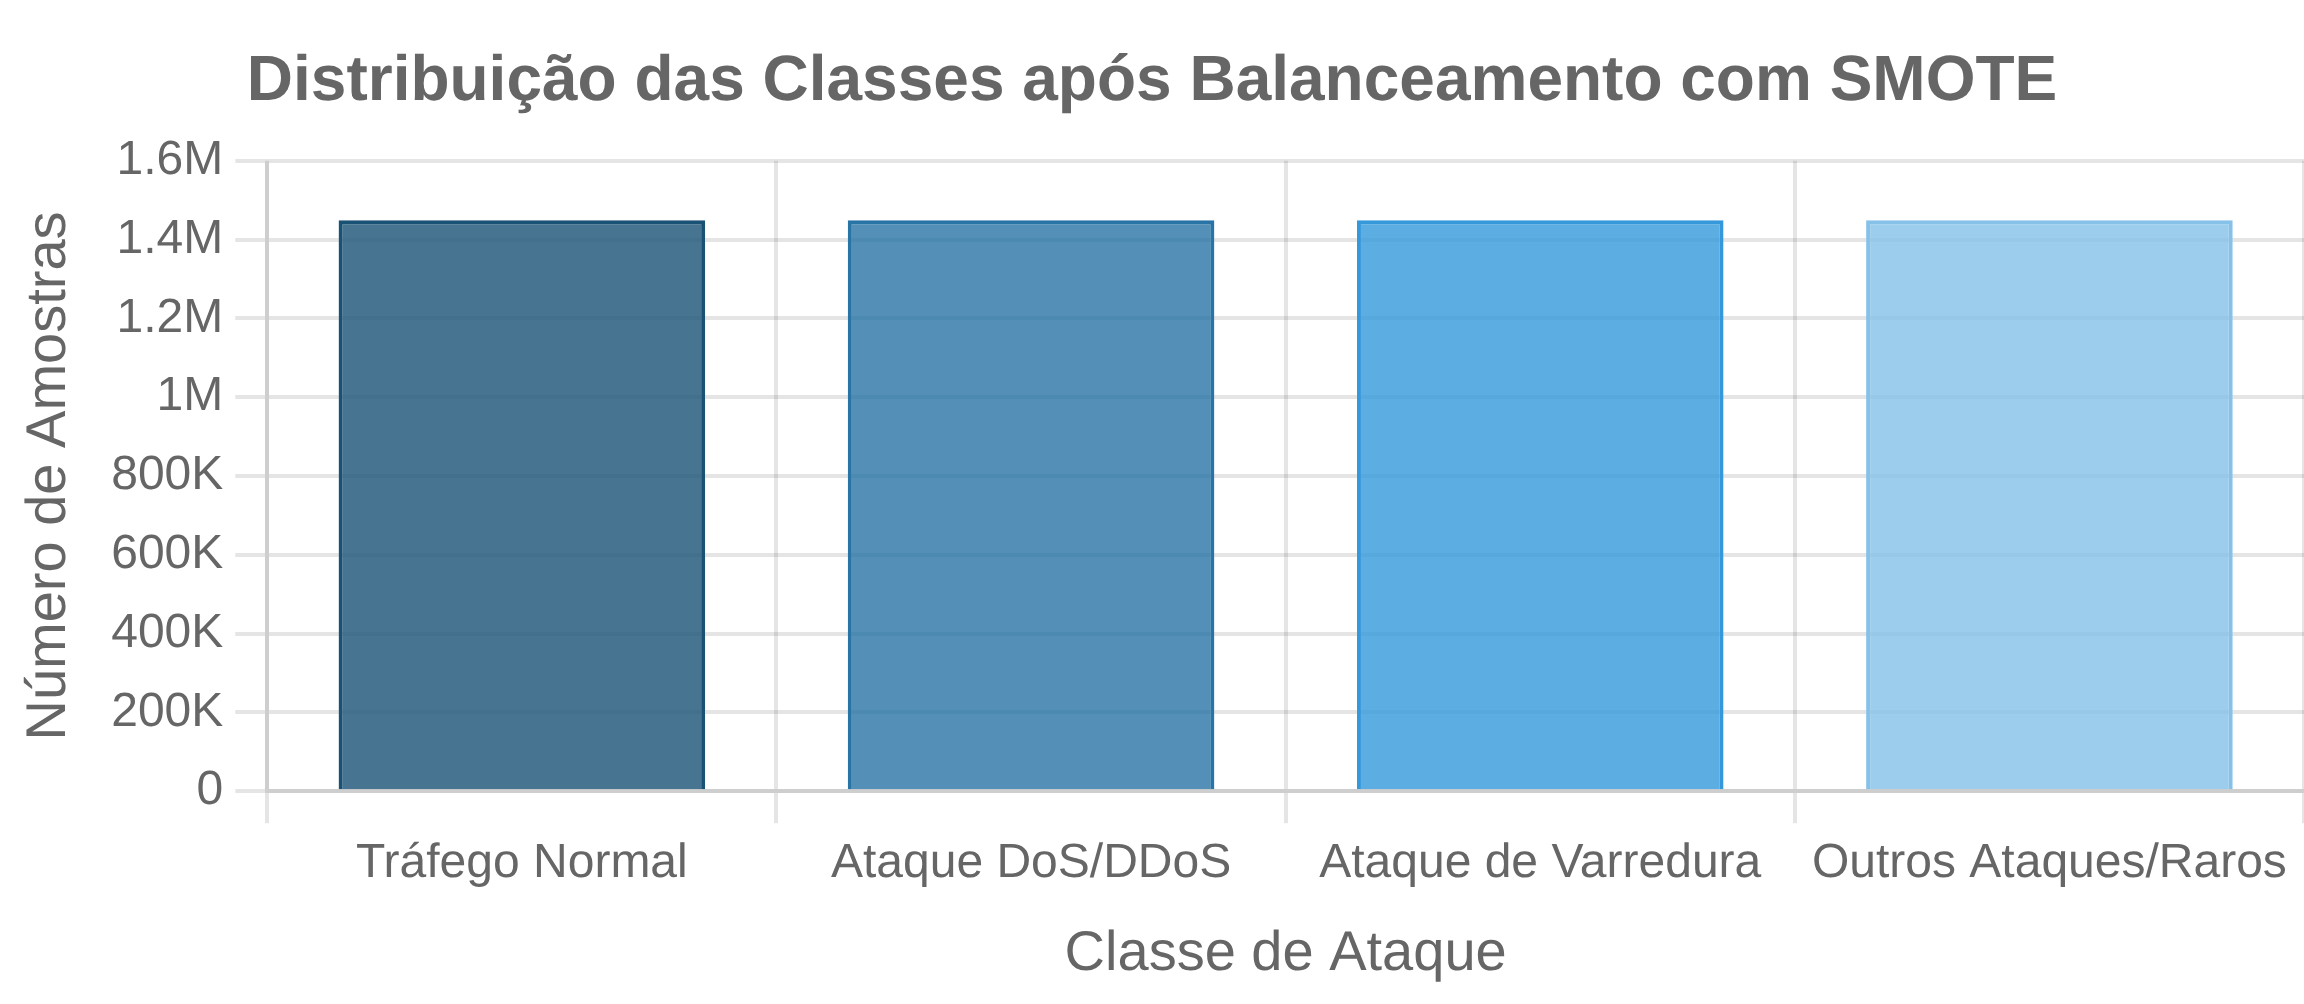 Distribuição das Classes após Balanceamento com SMOTE
Número de Amostras
1.6M
1.4M
1.2M
1M
800K
600K
400K
200K
0
Tráfego Normal
Ataque DoS/DDoS
Ataque de Varredura
Outros Ataques/Raros
Classe de Ataque